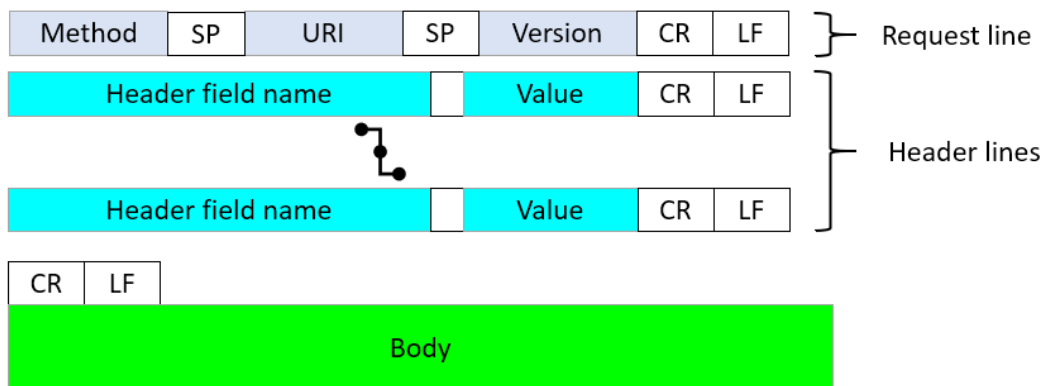 Method SP URI SP Version CR LF Request line
Header field name Value CR LF
Header lines
Header field name Value CR LF
CR LF
Body